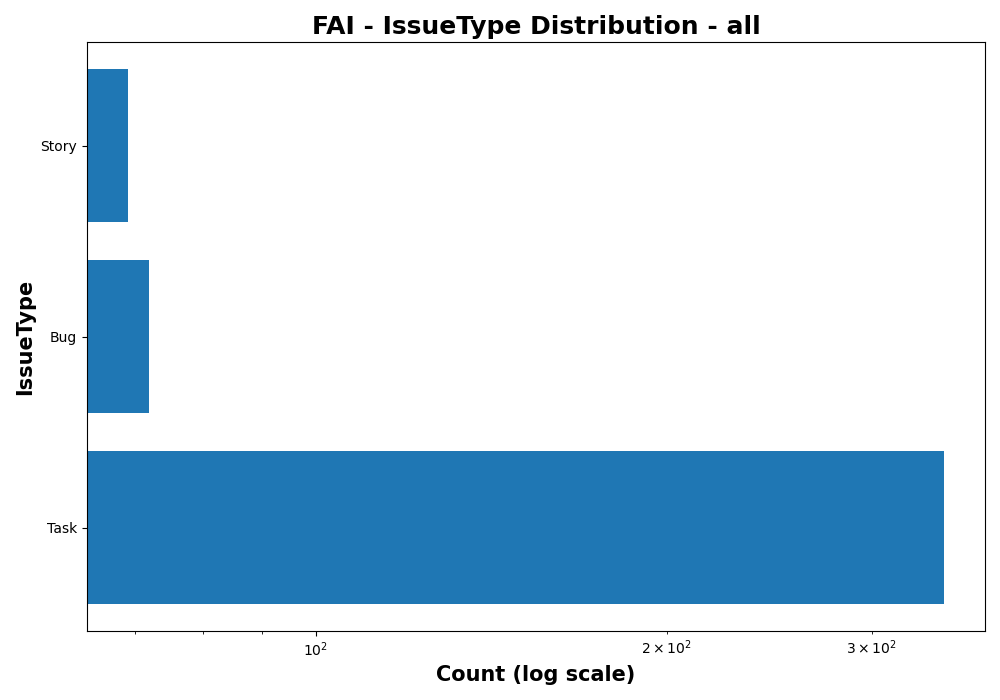 FAI - IssueType Distribution - all
IssueType
Story
Bug
Task
10²
2 × 10²
3 × 10²
Count (log scale)